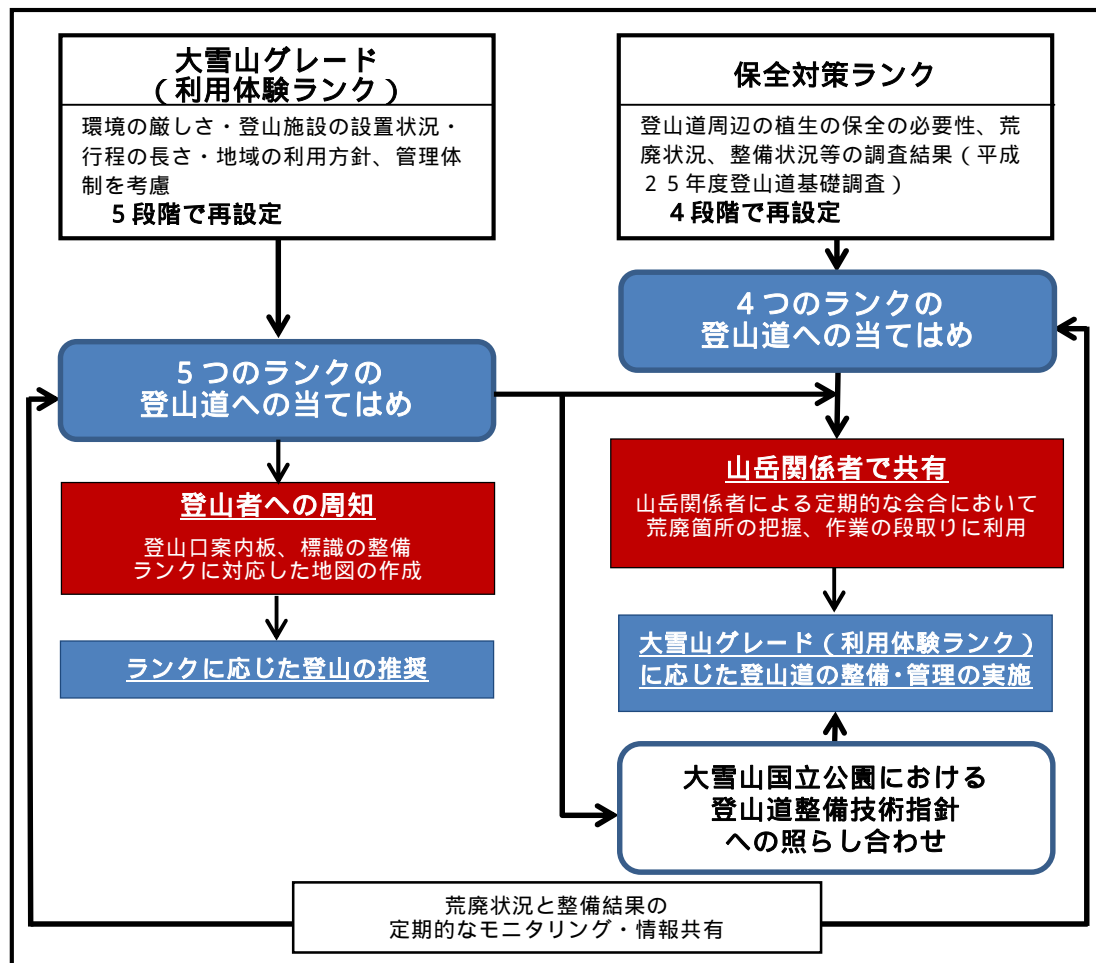 大雪山グレード
（利用体験ランク）
環境の厳しさ・登山施設の設置状況・
行程の長さ・地域の利用方針、管理体
制を考慮
５段階で再設定
５つのランクの
登山道への当てはめ
登山者への周知
登山口案内板、標識の整備
ランクに対応した地図の作成
ランクに応じた登山の推奨
保全対策ランク
登山道周辺の植生の保全の必要性、荒
廃状況、整備状況等の調査結果（平成
２５年度登山道基礎調査）
４段階で再設定
４つのランクの
登山道への当てはめ
山岳関係者で共有
山岳関係者による定期的な会合において
荒廃箇所の把握、作業の段取りに利用
大雪山グレード（利用体験ランク）
に応じた登山道の整備・管理の実施
大雪山国立公園における
登山道整備技術指針
への照らし合わせ
荒廃状況と整備結果の
定期的なモニタリング・情報共有